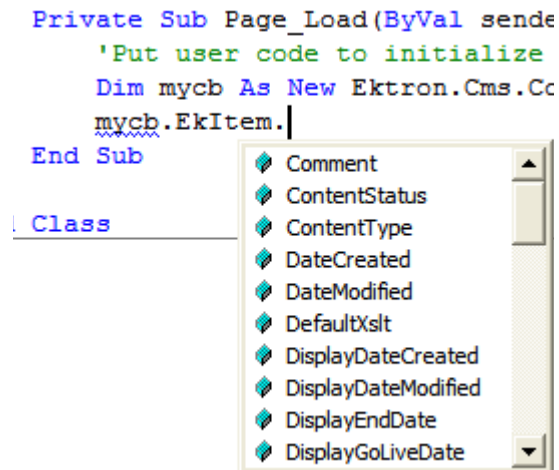 Private Sub Page_Load(ByVal sende
'Put user code to initialize
Dim mycb As New Ektron.Cms.Co
mycb.EkItem.
End Sub
Class
Comment
ContentStatus
ContentType
DateCreated
DateModified
DefaultXslt
DisplayDateCreated
DisplayDateModified
DisplayEndDate
DisplayGoLiveDate